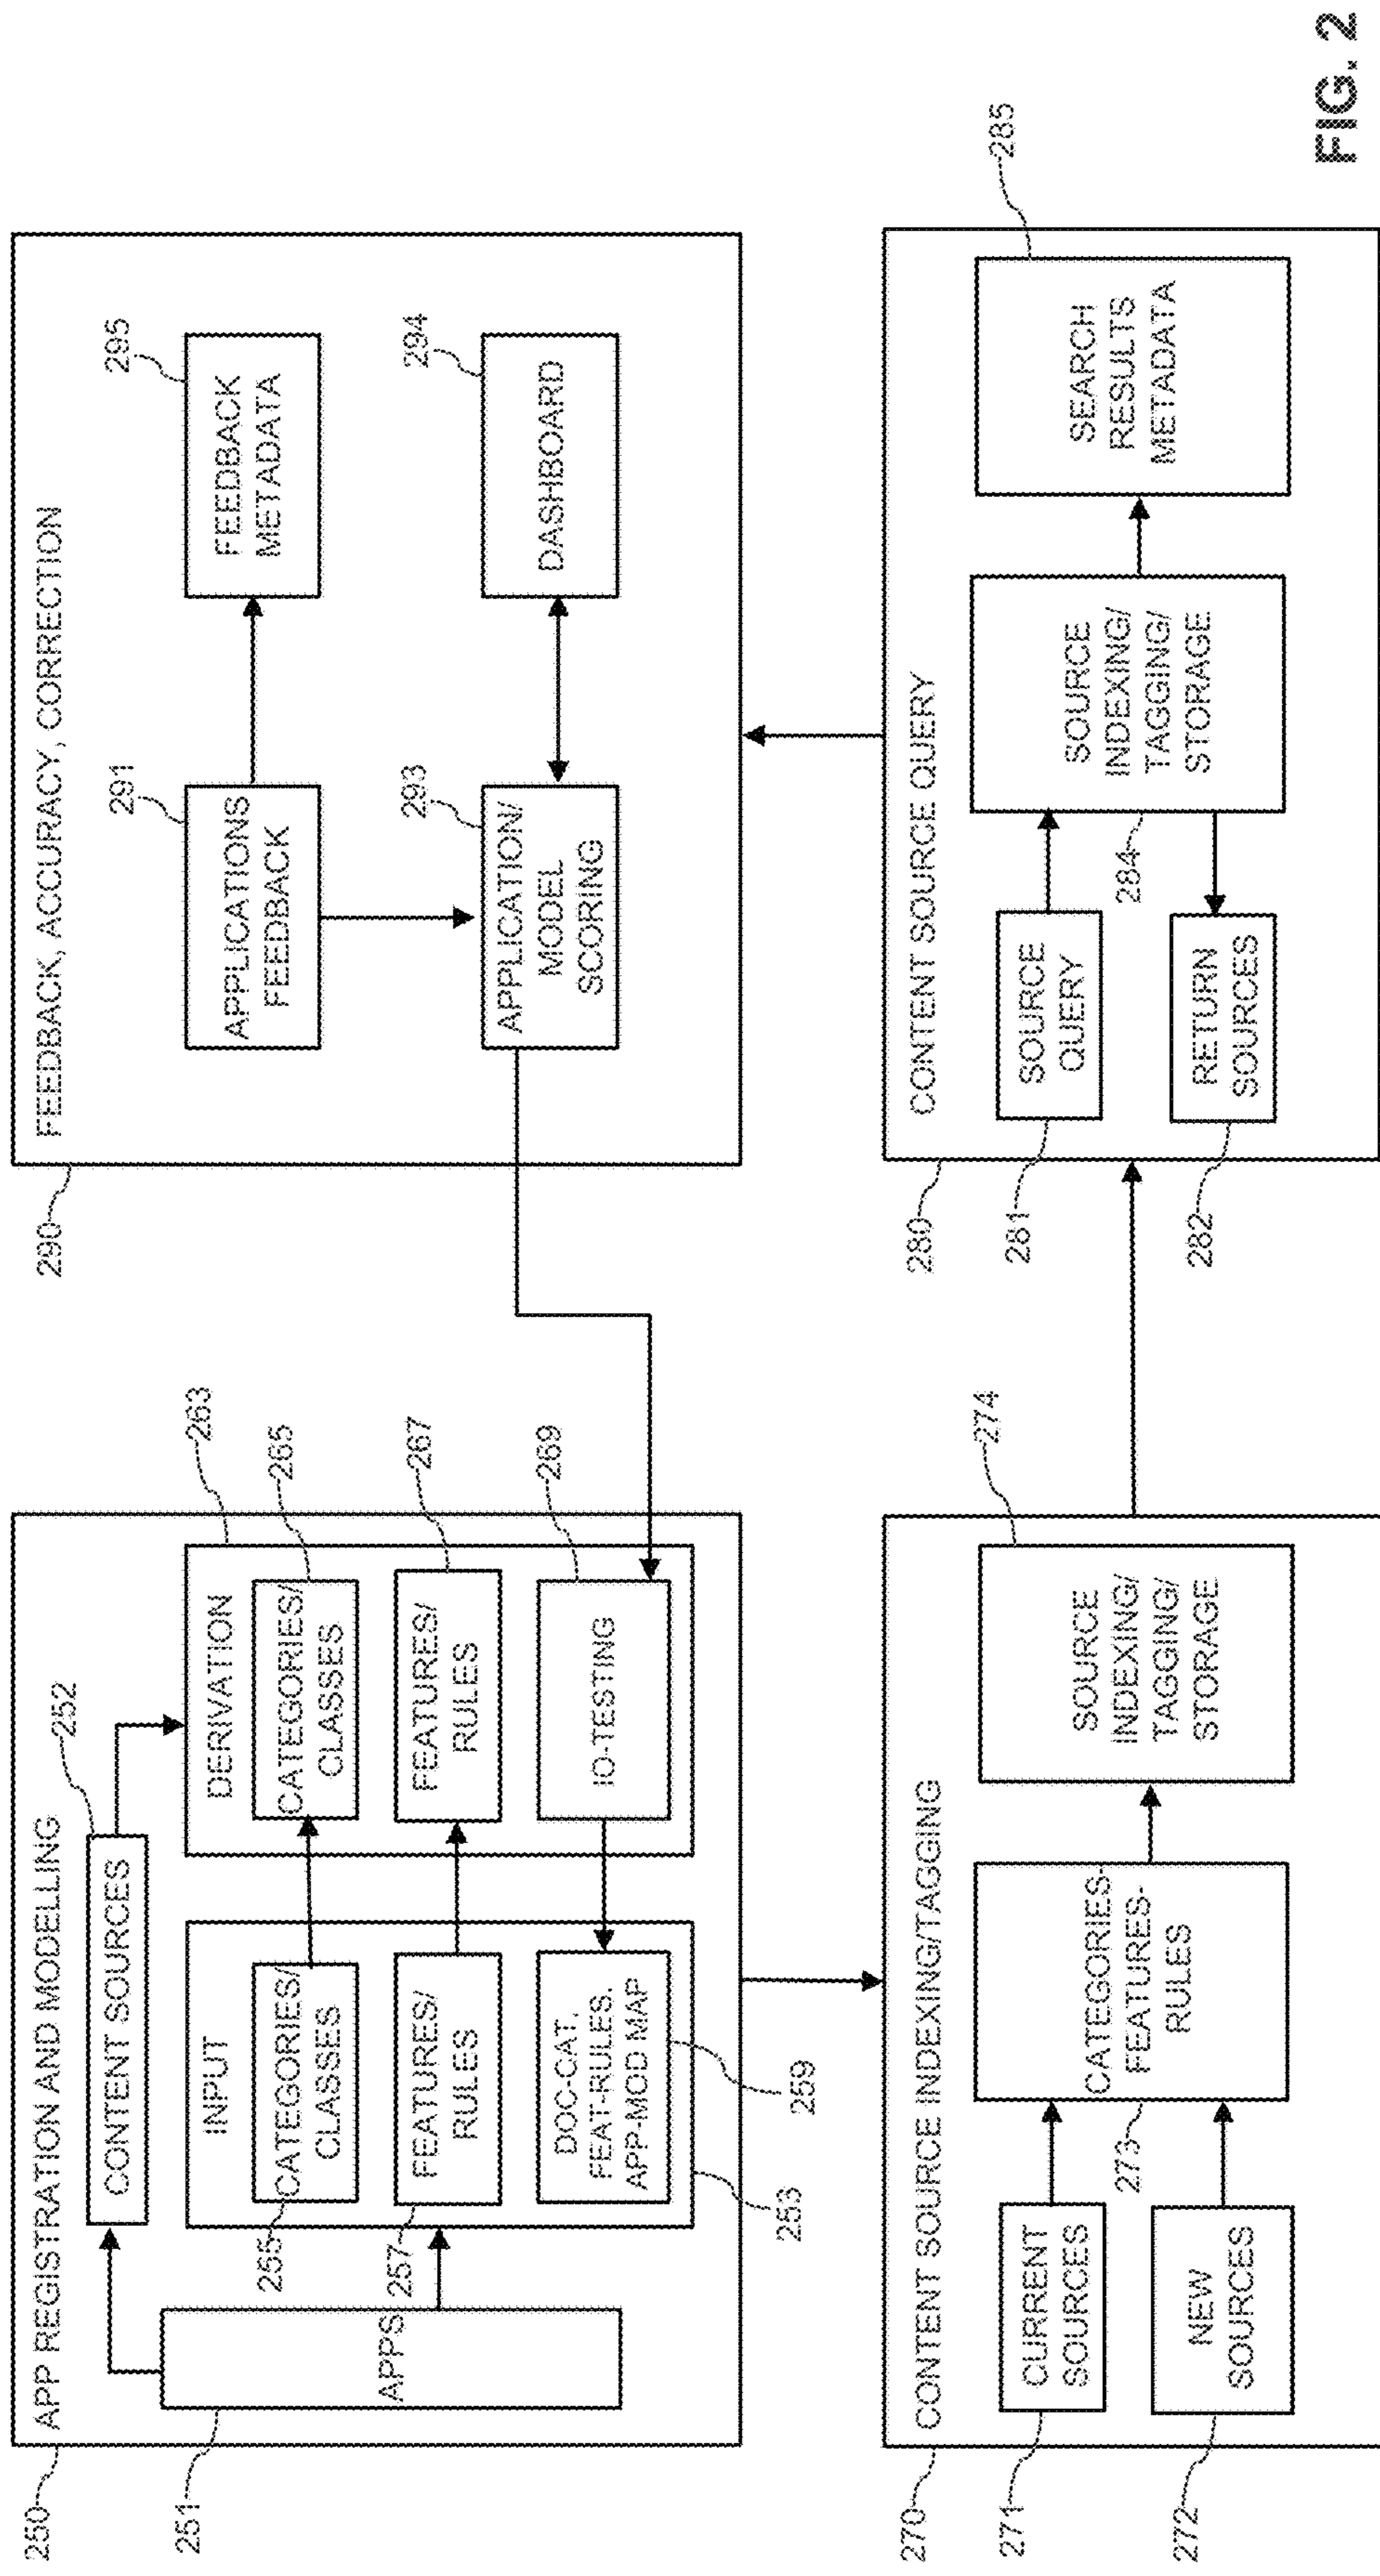 APP REGISTRATION AND MODELLING
250
251
APPS
CONTENT SOURCES
252
INPUT
253
CATEGORIES/
CLASSES
255
FEATURES/
RULES
257
DOC-CAT.
FEAT-RULES.
APP-MOD MAP
259
DERIVATION
263
CATEGORIES/
CLASSES
265
FEATURES/
RULES
267
IO-TESTING
269
FEEDBACK, ACCURACY, CORRECTION
290
APPLICATIONS
FEEDBACK
291
FEEDBACK
METADATA
295
APPLICATION/
MODEL
SCORING
293
DASHBOARD
294
CONTENT SOURCE INDEXING/TAGGING
270
CURRENT
SOURCES
271
NEW
SOURCES
272
CATEGORIES-
FEATURES-
RULES
273
SOURCE
INDEXING/
TAGGING/
STORAGE
274
CONTENT SOURCE QUERY
280
SOURCE
QUERY
281
RETURN
SOURCES
282
SOURCE
INDEXING/
TAGGING/
STORAGE
284
SEARCH
RESULTS
METADATA
285
FIG. 2